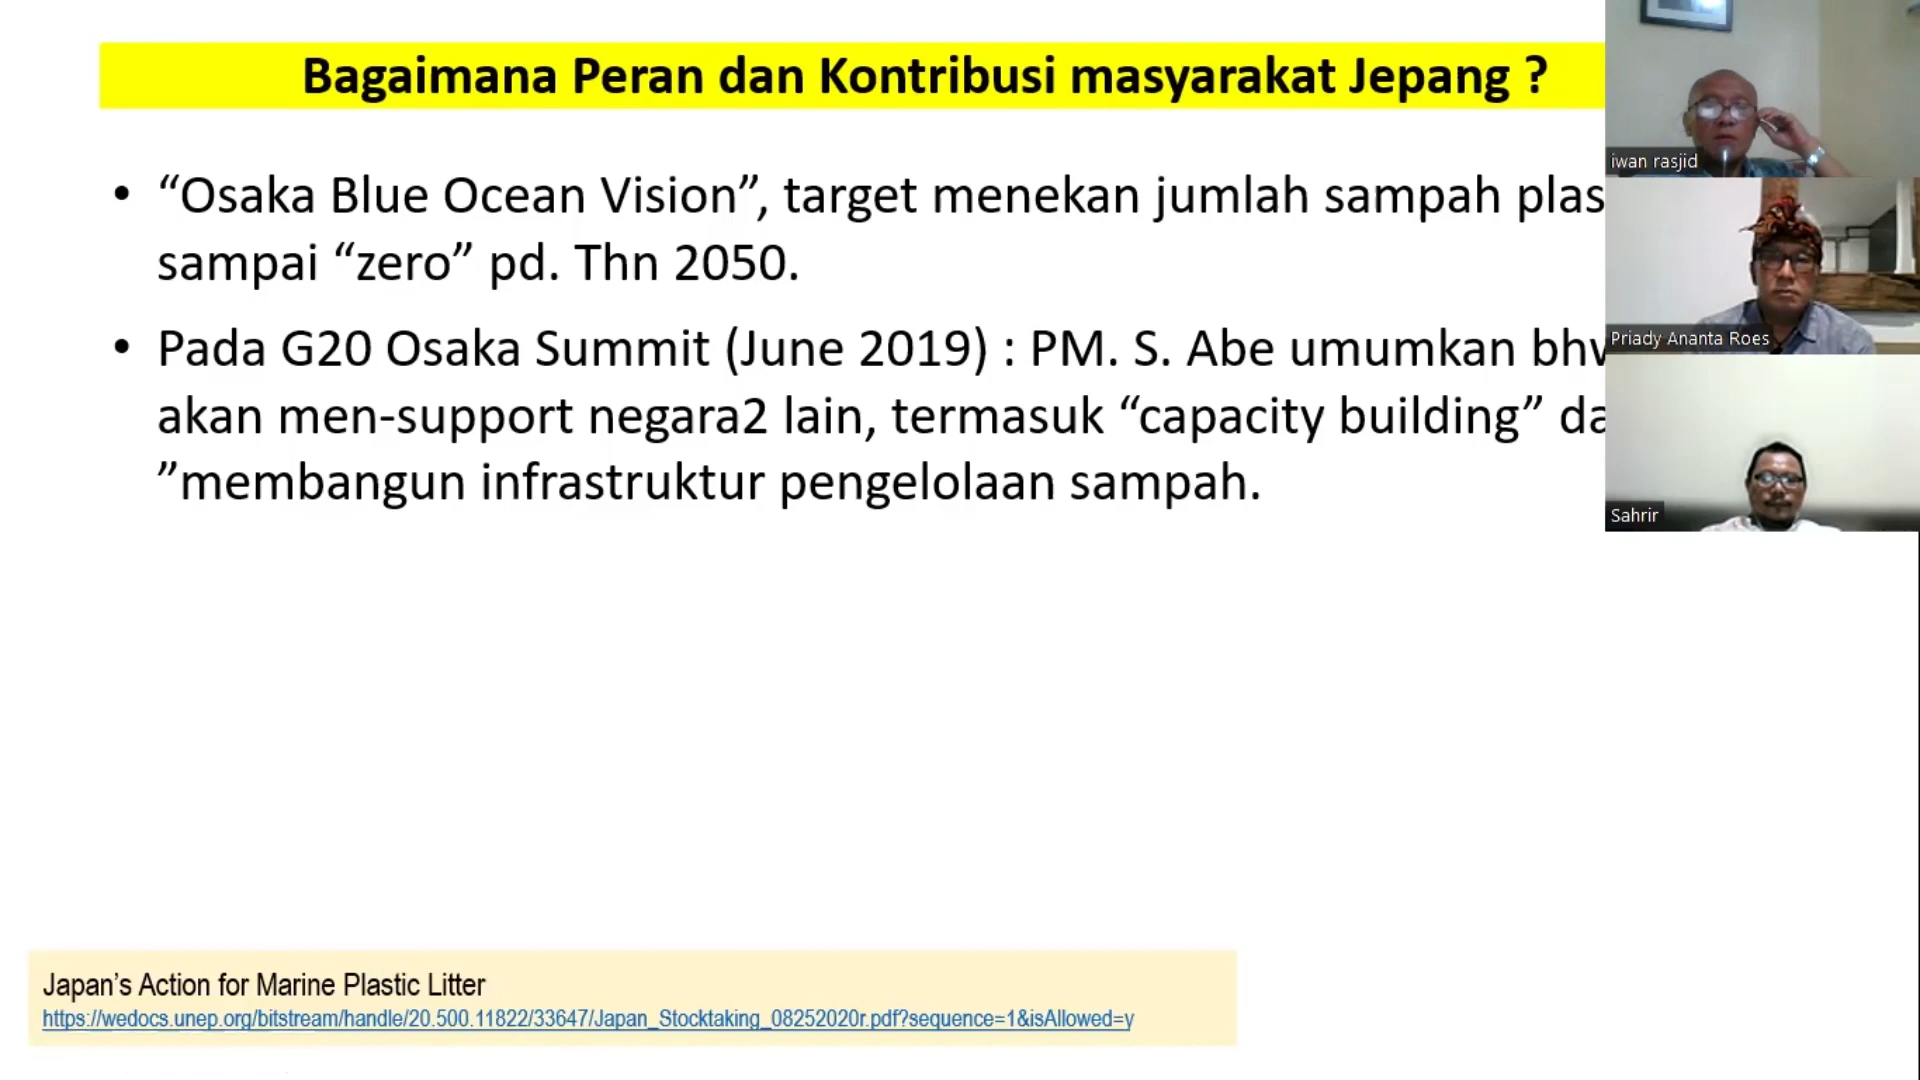 Bagaimana Peran dan Kontribusi masyarakat Jepang ?
• “Osaka Blue Ocean Vision”, target menekan jumlah sampah
sampai “zero” pd. Thn 2050.
• Pada G20 Osaka Summit (June 2019) : PM. S. Abe umumkan
akan men-support negara2 lain, termasuk “capacity building”
”membangun infrastruktur pengelolaan sampah.
Japan’s Action for Marine Plastic Litter
https://wedocs.unep.org/bitstream/handle/20.500.11822/33647/Japan_Stocktaking_08252020r.pdf?sequence=1&isAllowed=y
iwan rasjid
Priady Ananta Roes
Sahrir